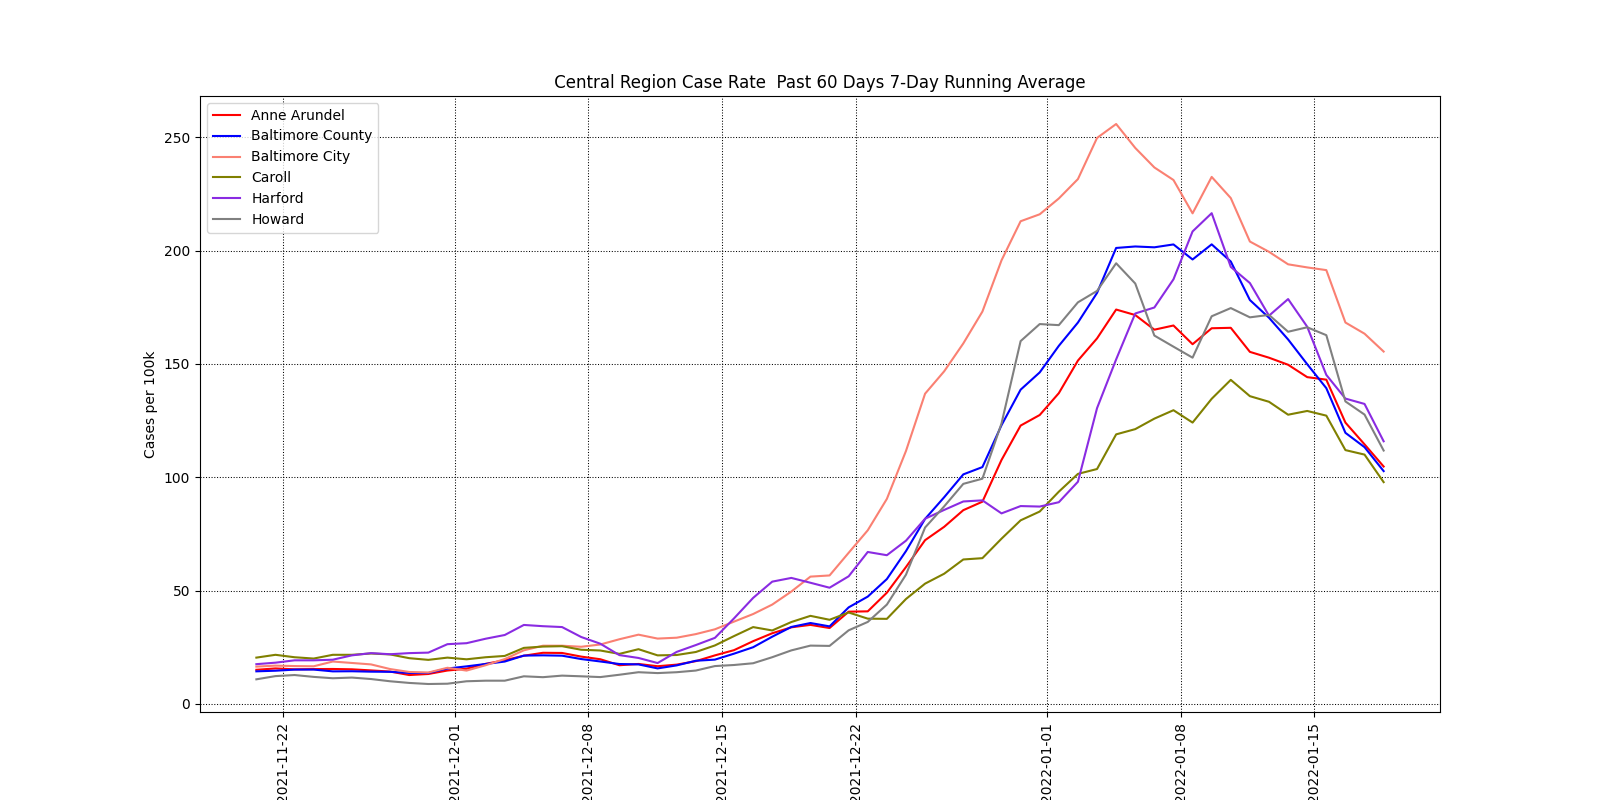 Central Region Case Rate  Past 60 Days 7-Day Running Average
Anne Arundel
Baltimore County
Baltimore City
Caroll
Harford
Howard
250
200
150
100
50
0
Cases per 100k
2021-11-22
2021-12-01
2021-12-08
2021-12-15
2021-12-22
2022-01-01
2022-01-08
2022-01-15